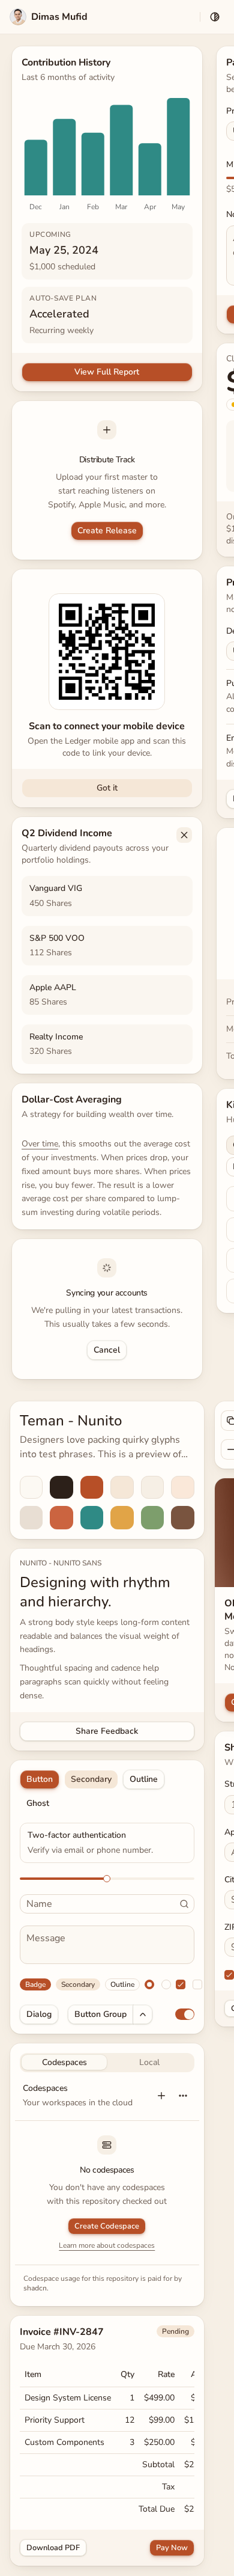 Dimas Mufid
Contribution History
Last 6 months of activity
Dec Jan Feb Mar Apr May
UPCOMING
May 25, 2024
$1,000 scheduled
AUTO-SAVE PLAN
Accelerated
Recurring weekly
View Full Report
Distribute Track
Upload your first master to
start reaching listeners on
Spotify, Apple Music, and more.
Create Release
Scan to connect your mobile device
Open the Ledger mobile app and scan this
code to link your device.
Got it
Q2 Dividend Income
Quarterly dividend payouts across your
portfolio holdings.
Vanguard VIG
450 Shares
S&P 500 VOO
112 Shares
Apple AAPL
85 Shares
Realty Income
320 Shares
Dollar-Cost Averaging
A strategy for building wealth over time.
Over time, this smooths out the average cost
of your investments. When prices drop, your
fixed amount buys more shares. When prices
rise, you buy fewer. The result is a lower
average cost per share compared to lump-
sum investing during volatile periods.
Syncing your accounts
We're pulling in your latest transactions.
This usually takes a few seconds.
Cancel
Teman - Nunito
Designers love packing quirky glyphs
into test phrases. This is a preview of...
NUNITO - NUNITO SANS
Designing with rhythm
and hierarchy.
A strong body style keeps long-form content
readable and balances the visual weight of
headings.
Thoughtful spacing and cadence help
paragraphs scan quickly without feeling
dense.
Share Feedback
Button Secondary Outline
Ghost
Two-factor authentication
Verify via email or phone number.
Name
Message
Badge Secondary Outline
Dialog Button Group
Codespaces Local
Codespaces
Your workspaces in the cloud
No codespaces
You don't have any codespaces
with this repository checked out
Create Codespace
Learn more about codespaces
Codespace usage for this repository is paid for by
shadcn.
Invoice #INV-2847 Pending
Due March 30, 2026
Item Qty Rate
Design System License 1 $499.00
Priority Support 12 $99.00
Custom Components 3 $250.00
Subtotal
Tax
Total Due
Download PDF Pay Now